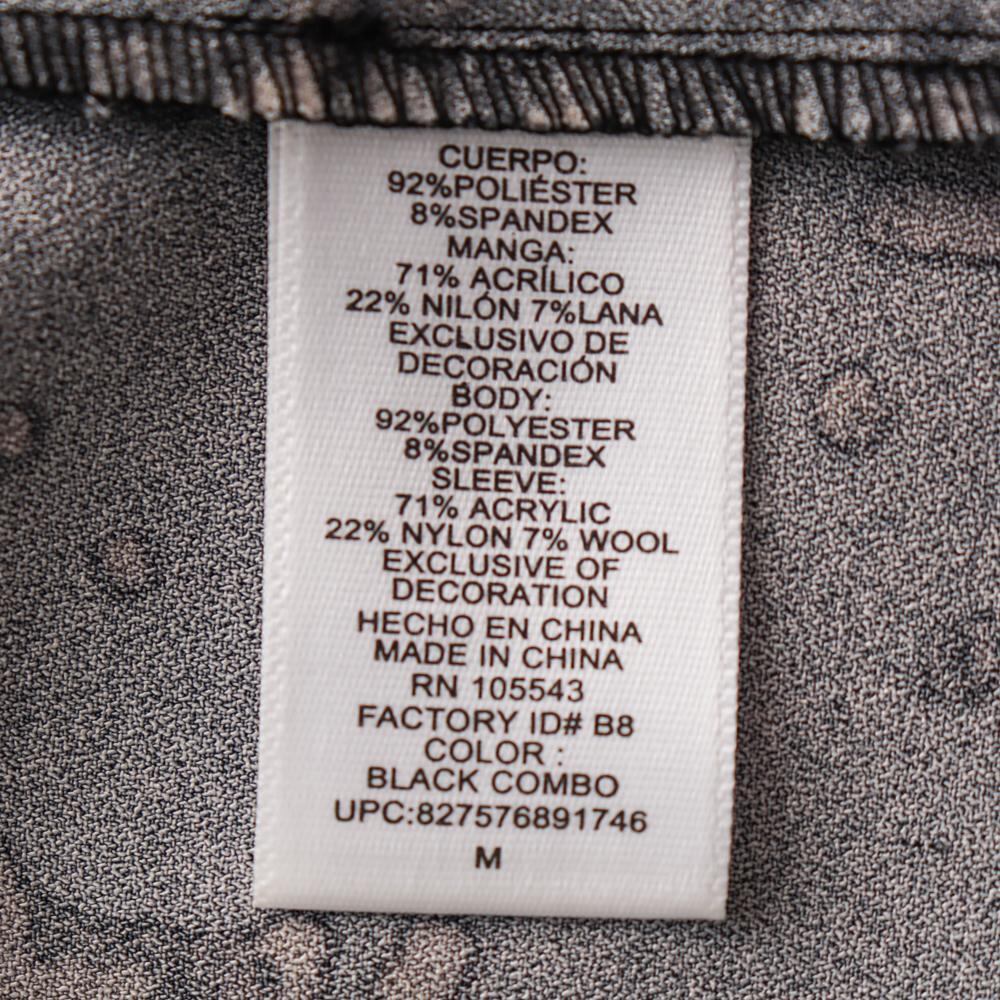 CUERPO:
92%POLIÉSTER
8%SPANDEX
MANGA:
71% ACRÍLICO
22% NILÓN 7%LANA
EXCLUSIVO DE
DECORACIÓN
BODY:
92%POLYESTER
8%SPANDEX
SLEEVE:
71% ACRYLIC
22% NYLON 7% WOOL
EXCLUSIVE OF
DECORATION
HECHO EN CHINA
MADE IN CHINA
RN 105543
FACTORY ID# B8
COLOR :
BLACK COMBO
UPC:827576891746
M